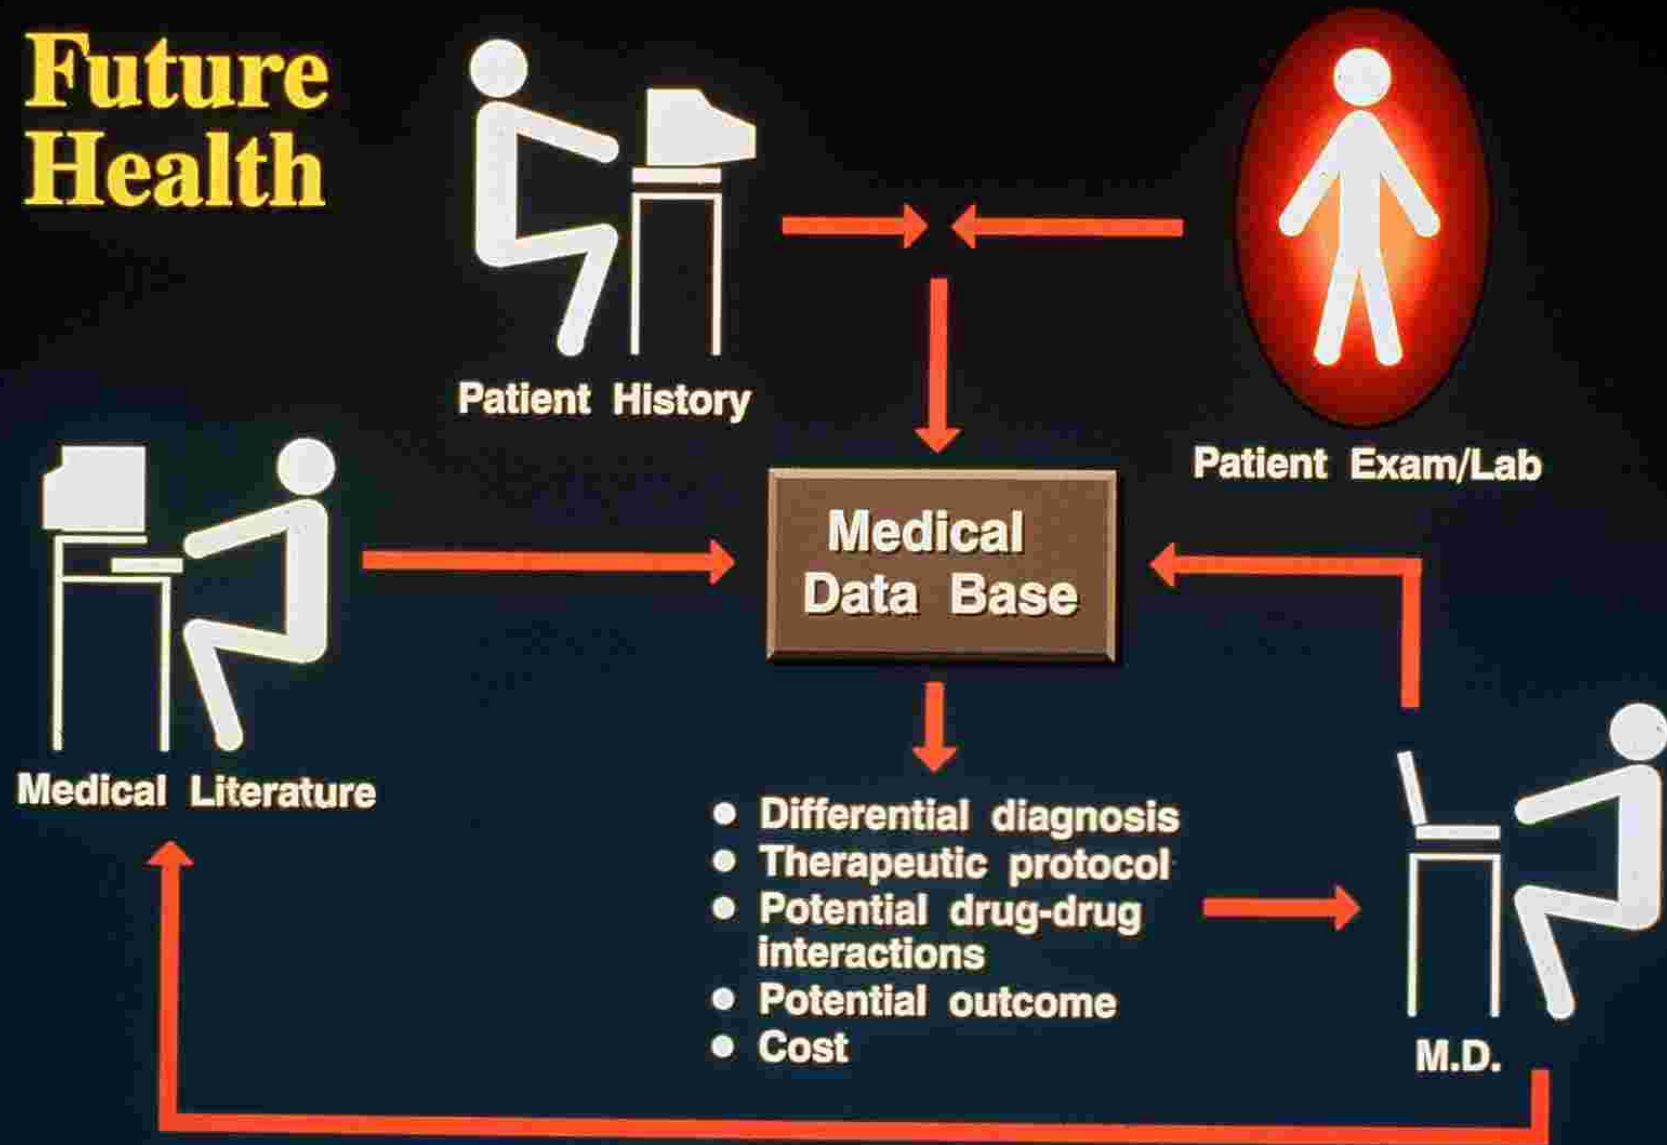 Future
Health
Patient History
Patient Exam/Lab
Medical
Data Base
Medical Literature
• Differential diagnosis
• Therapeutic protocol
• Potential drug-drug
interactions
• Potential outcome
• Cost
M.D.